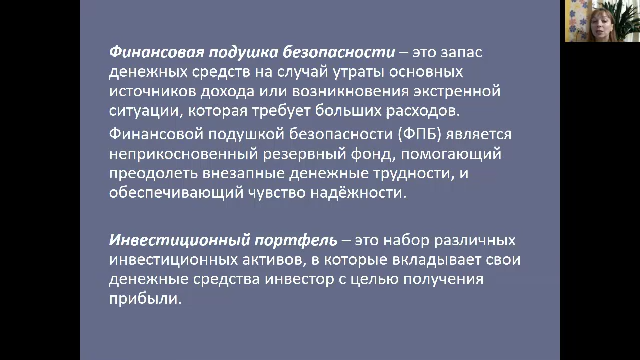 Финансовая подушка безопасности – это запас
денежных средств на случай утраты основных
источников дохода или возникновения экстренной
ситуации, которая требует больших расходов.
Финансовой подушкой безопасности (ФПБ) является
неприкосновенный резервный фонд, помогающий
преодолеть внезапные денежные трудности, и
обеспечивающий чувство надёжности.
Инвестиционный портфель – это набор различных
инвестиционных активов, в которые вкладывает свои
денежные средства инвестор с целью получения
прибыли.